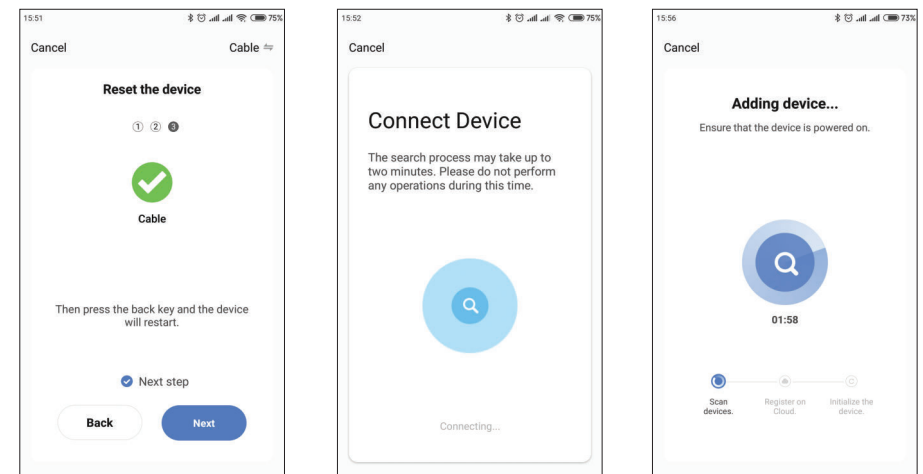 15:51
75%
Cancel
Cable
Reset the device
1 2 3
Cable
Then press the back key and the device
will restart.
Next step
Back
Next
15:52
75%
Cancel
Connect Device
The search process may take up to
two minutes. Please do not perform
any operations during this time.
Connecting...
15:56
73%
Cancel
Adding device...
Ensure that the device is powered on.
01:58
Scan
devices.
Register on
Cloud.
Initialize the
device.